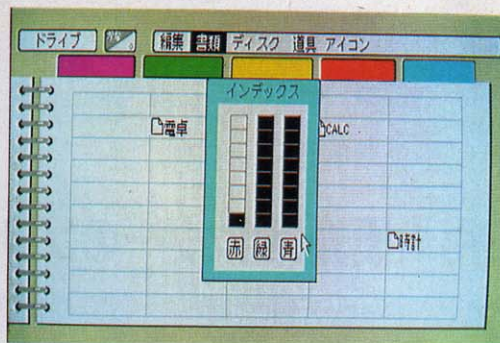 ドライブ 編集 書類 ディスク 道具 アイコン
インデックス
電卓
CALC
赤 緑 青
時計